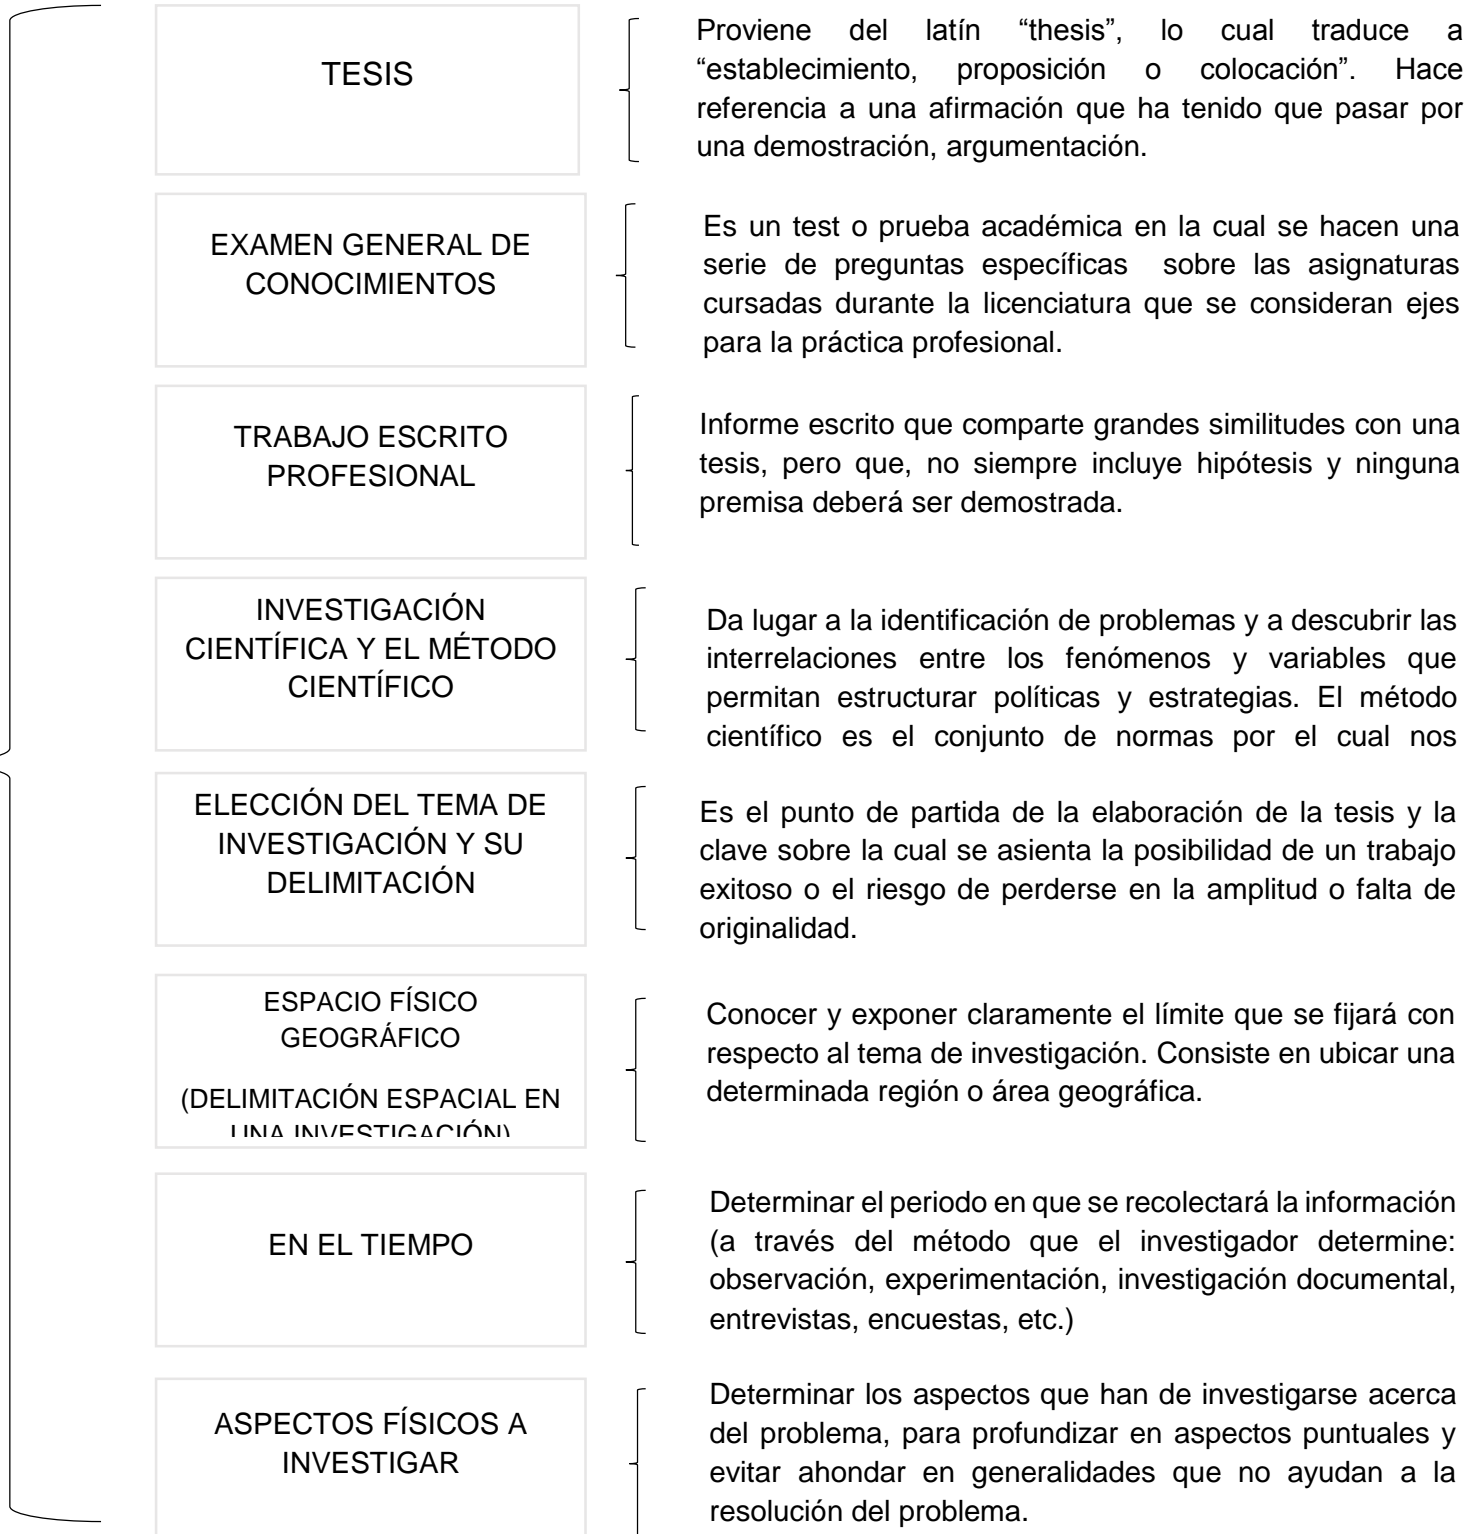 TESIS
Proviene del latín “thesis”, lo cual traduce a
“establecimiento, proposición o colocación”. Hace
referencia a una afirmación que ha tenido que pasar por
una demostración, argumentación.
EXAMEN GENERAL DE
CONOCIMIENTOS
Es un test o prueba académica en la cual se hacen una
serie de preguntas específicas sobre las asignaturas
cursadas durante la licenciatura que se consideran ejes
para la práctica profesional.
TRABAJO ESCRITO
PROFESIONAL
Informe escrito que comparte grandes similitudes con una
tesis, pero que, no siempre incluye hipótesis y ninguna
premisa deberá ser demostrada.
INVESTIGACIÓN
CIENTÍFICA Y EL MÉTODO
CIENTÍFICO
Da lugar a la identificación de problemas y a descubrir las
interrelaciones entre los fenómenos y variables que
permitan estructurar políticas y estrategias. El método
científico es el conjunto de normas por el cual nos
ELECCIÓN DEL TEMA DE
INVESTIGACIÓN Y SU
DELIMITACIÓN
Es el punto de partida de la elaboración de la tesis y la
clave sobre la cual se asienta la posibilidad de un trabajo
exitoso o el riesgo de perderse en la amplitud o falta de
originalidad.
ESPACIO FÍSICO
GEOGRÁFICO
(DELIMITACIÓN ESPACIAL EN
UNA INVESTIGACIÓN)
Conocer y exponer claramente el límite que se fijará con
respecto al tema de investigación. Consiste en ubicar una
determinada región o área geográfica.
EN EL TIEMPO
Determinar el periodo en que se recolectará la información
(a través del método que el investigador determine:
observación, experimentación, investigación documental,
entrevistas, encuestas, etc.)
ASPECTOS FÍSICOS A
INVESTIGAR
Determinar los aspectos que han de investigarse acerca
del problema, para profundizar en aspectos puntuales y
evitar ahondar en generalidades que no ayudan a la
resolución del problema.